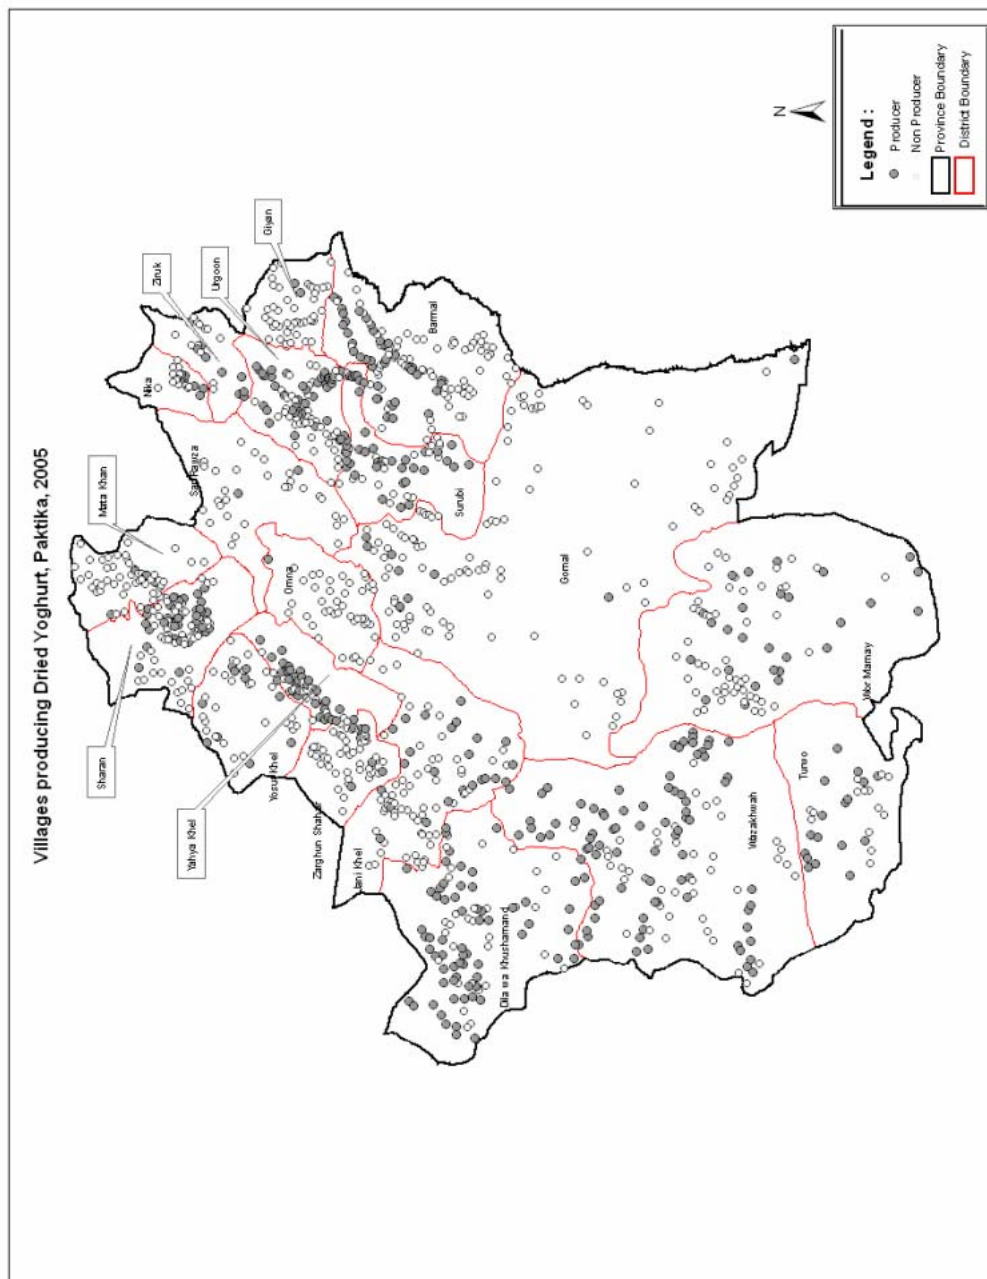 Villages producing Dried Yoghurt, Paktika, 2005
N
Legend :
Producer
Non Producer
Province Boundary
District Boundary
Giyan
Ziruk
Urgoon
Barmal
Nika
Mata Khan
Surubi
Omna
Gomal
Sharan
Yahya Khel
Zarghun Shahar
Jani Khel
Dila wa Khushamand
Wazakhwah
Turwo
Wor Mamay